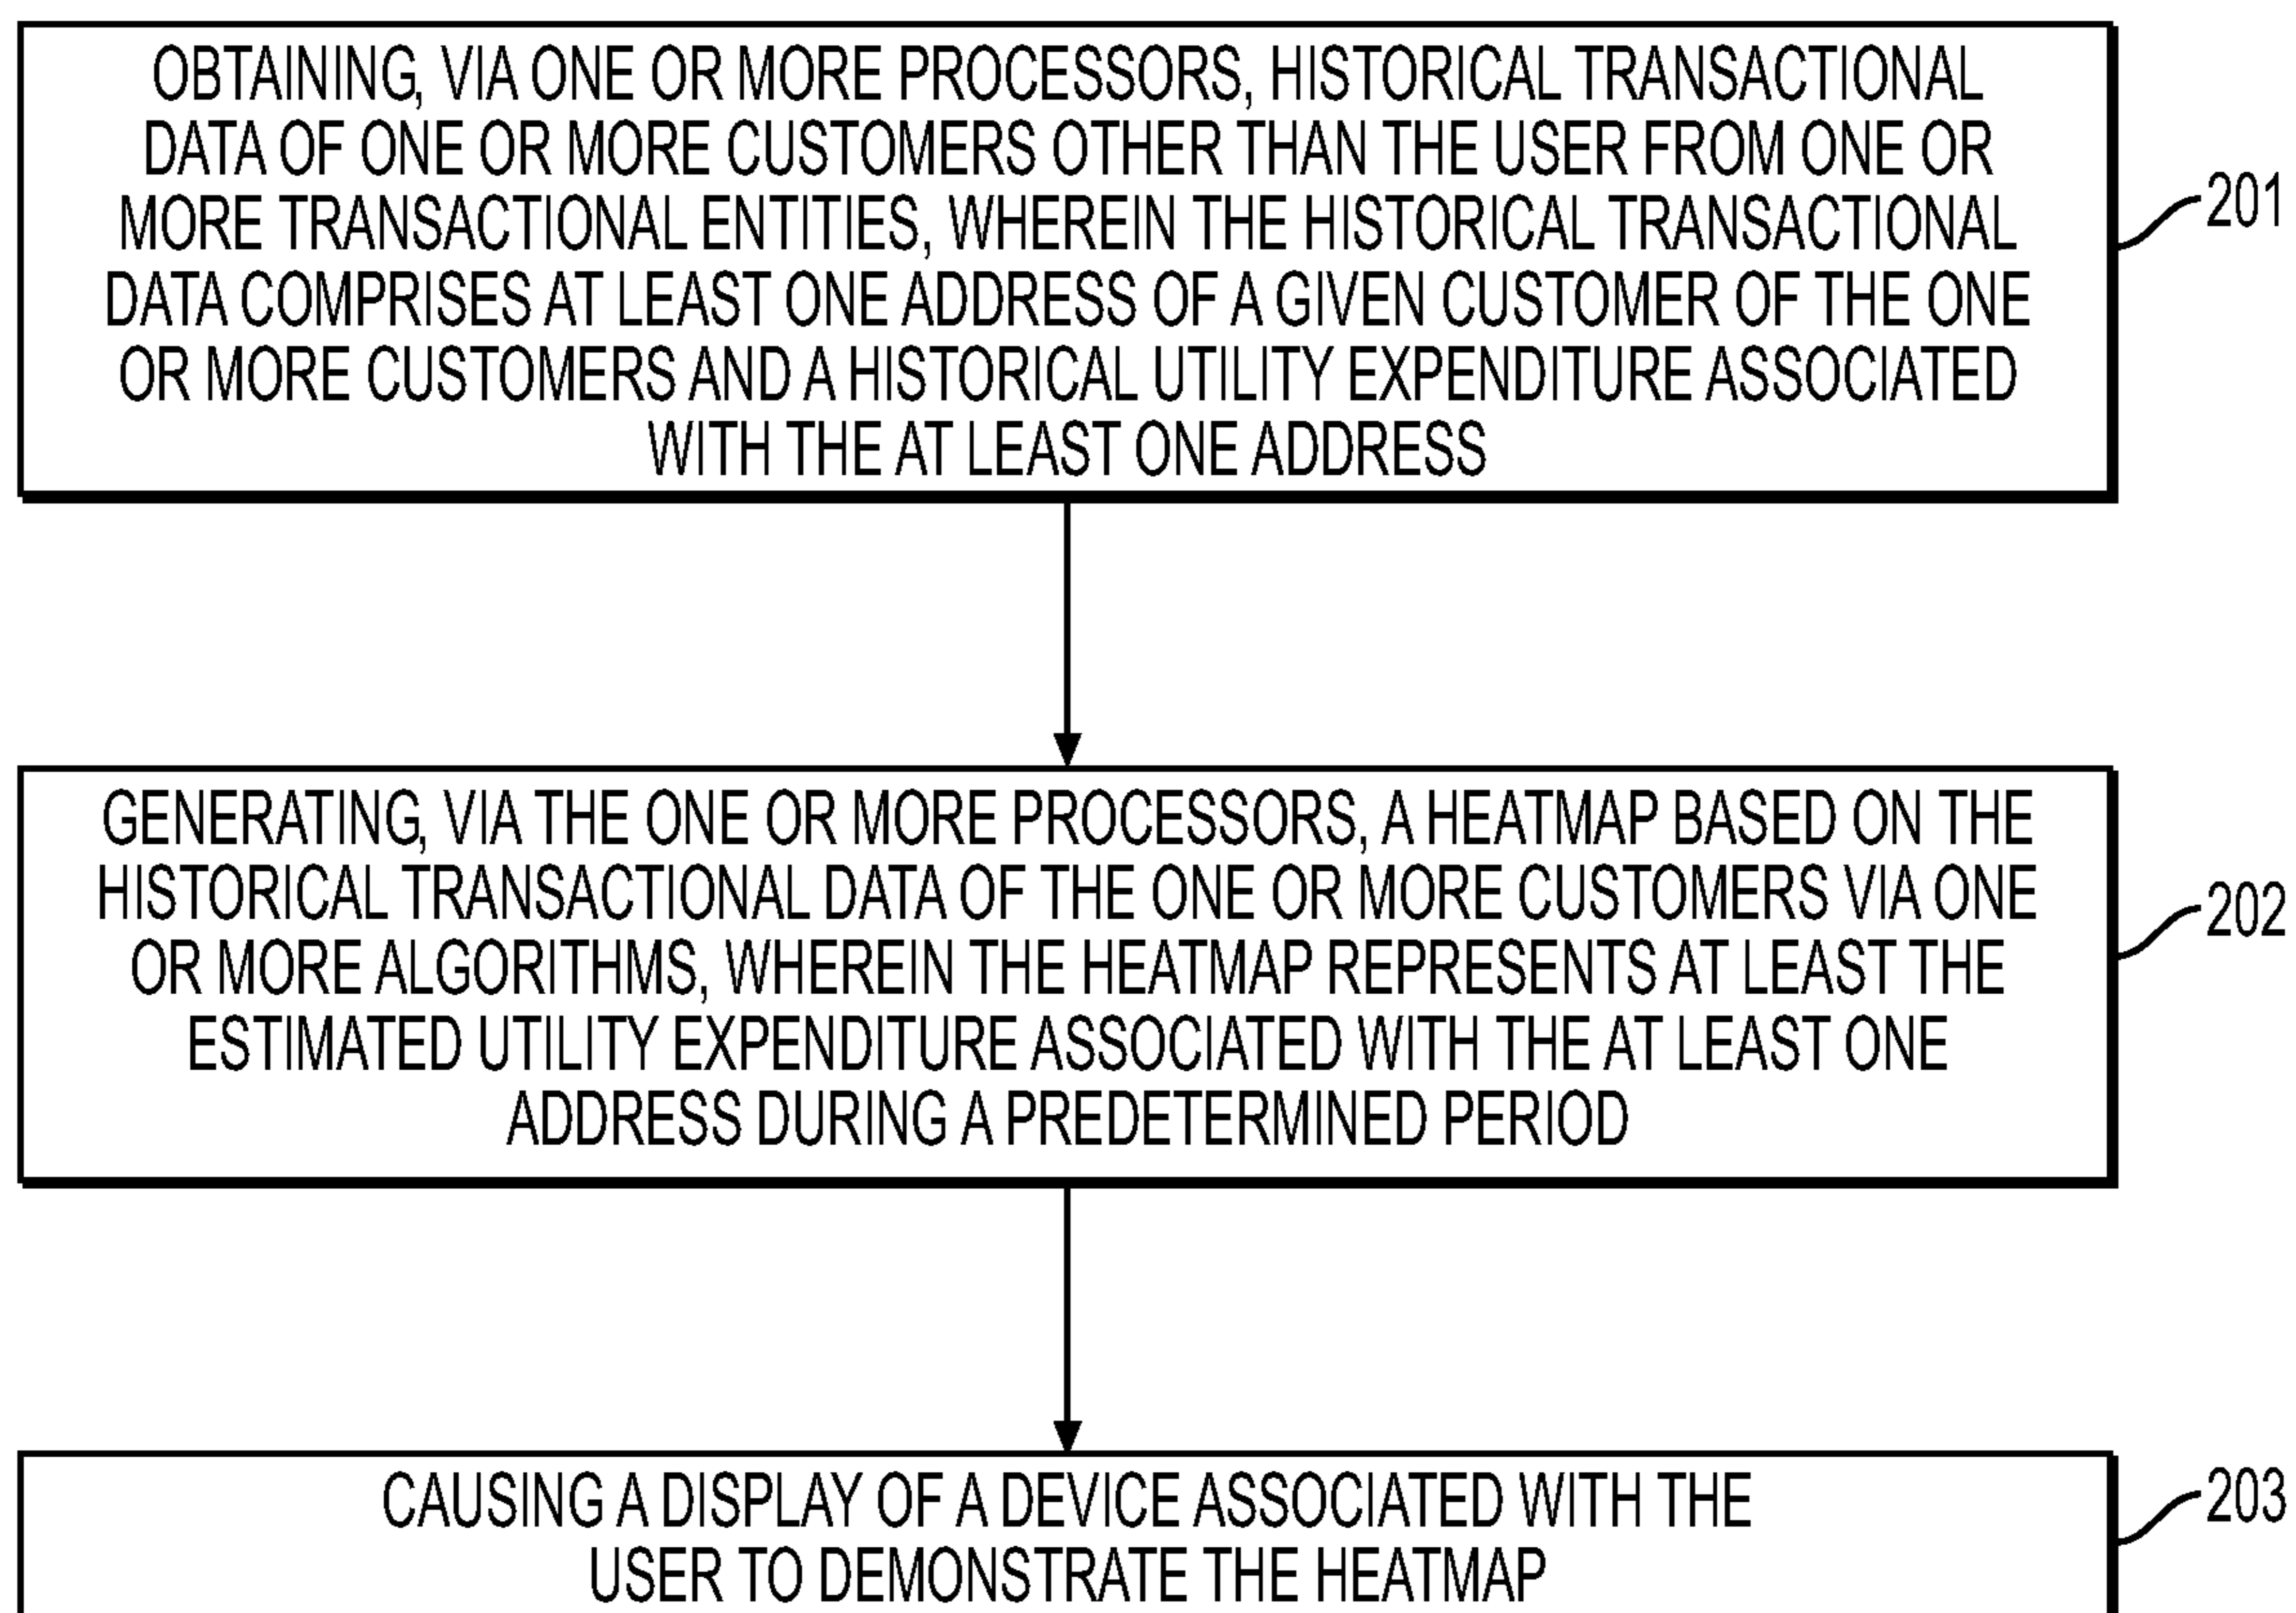 OBTAINING, VIA ONE OR MORE PROCESSORS, HISTORICAL TRANSACTIONAL
DATA OF ONE OR MORE CUSTOMERS OTHER THAN THE USER FROM ONE OR
MORE TRANSACTIONAL ENTITIES, WHEREIN THE HISTORICAL TRANSACTIONAL
DATA COMPRISES AT LEAST ONE ADDRESS OF A GIVEN CUSTOMER OF THE ONE
OR MORE CUSTOMERS AND A HISTORICAL UTILITY EXPENDITURE ASSOCIATED
WITH THE AT LEAST ONE ADDRESS
201
GENERATING, VIA THE ONE OR MORE PROCESSORS, A HEATMAP BASED ON THE
HISTORICAL TRANSACTIONAL DATA OF THE ONE OR MORE CUSTOMERS VIA ONE
OR MORE ALGORITHMS, WHEREIN THE HEATMAP REPRESENTS AT LEAST THE
ESTIMATED UTILITY EXPENDITURE ASSOCIATED WITH THE AT LEAST ONE
ADDRESS DURING A PREDETERMINED PERIOD
202
CAUSING A DISPLAY OF A DEVICE ASSOCIATED WITH THE
USER TO DEMONSTRATE THE HEATMAP
203